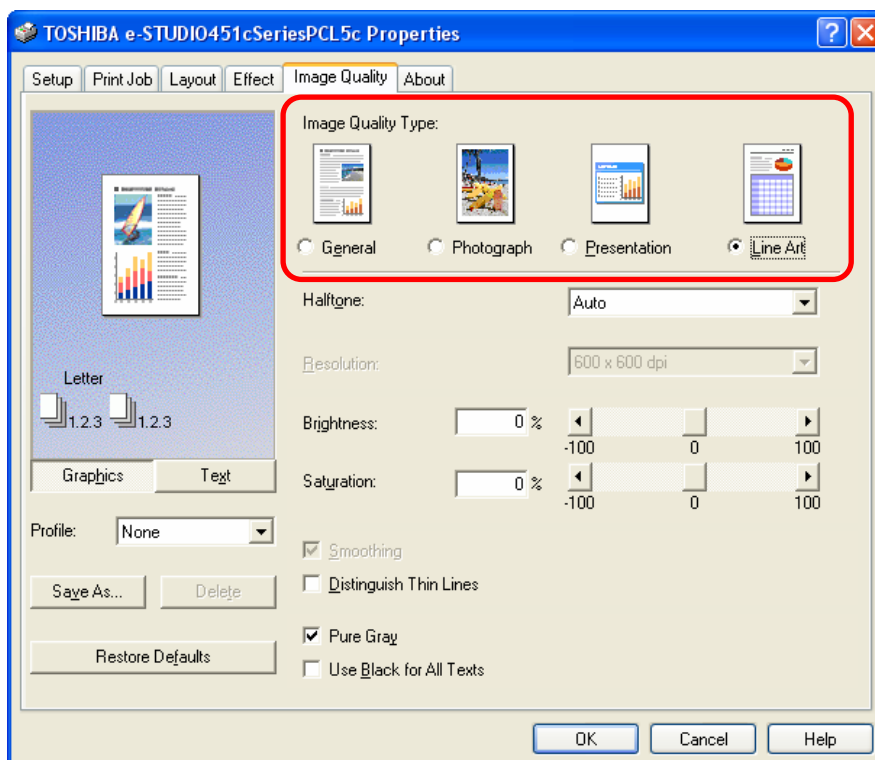 TOSHIBA e-STUDIO451cSeriesPCL5c Properties
Setup Print Job Layout Effect Image Quality About
Image Quality Type:
General Photograph Presentation Line Art
Letter
1.2.3 1.2.3
Graphics Text
Profile: None
Save As... Delete
Restore Defaults
Halftone: Auto
Resolution: 600 x 600 dpi
Brightness: 0 %
-100 0 100
Saturation: 0 %
-100 0 100
Smoothing
Distinguish Thin Lines
Pure Gray
Use Black for All Texts
OK Cancel Help